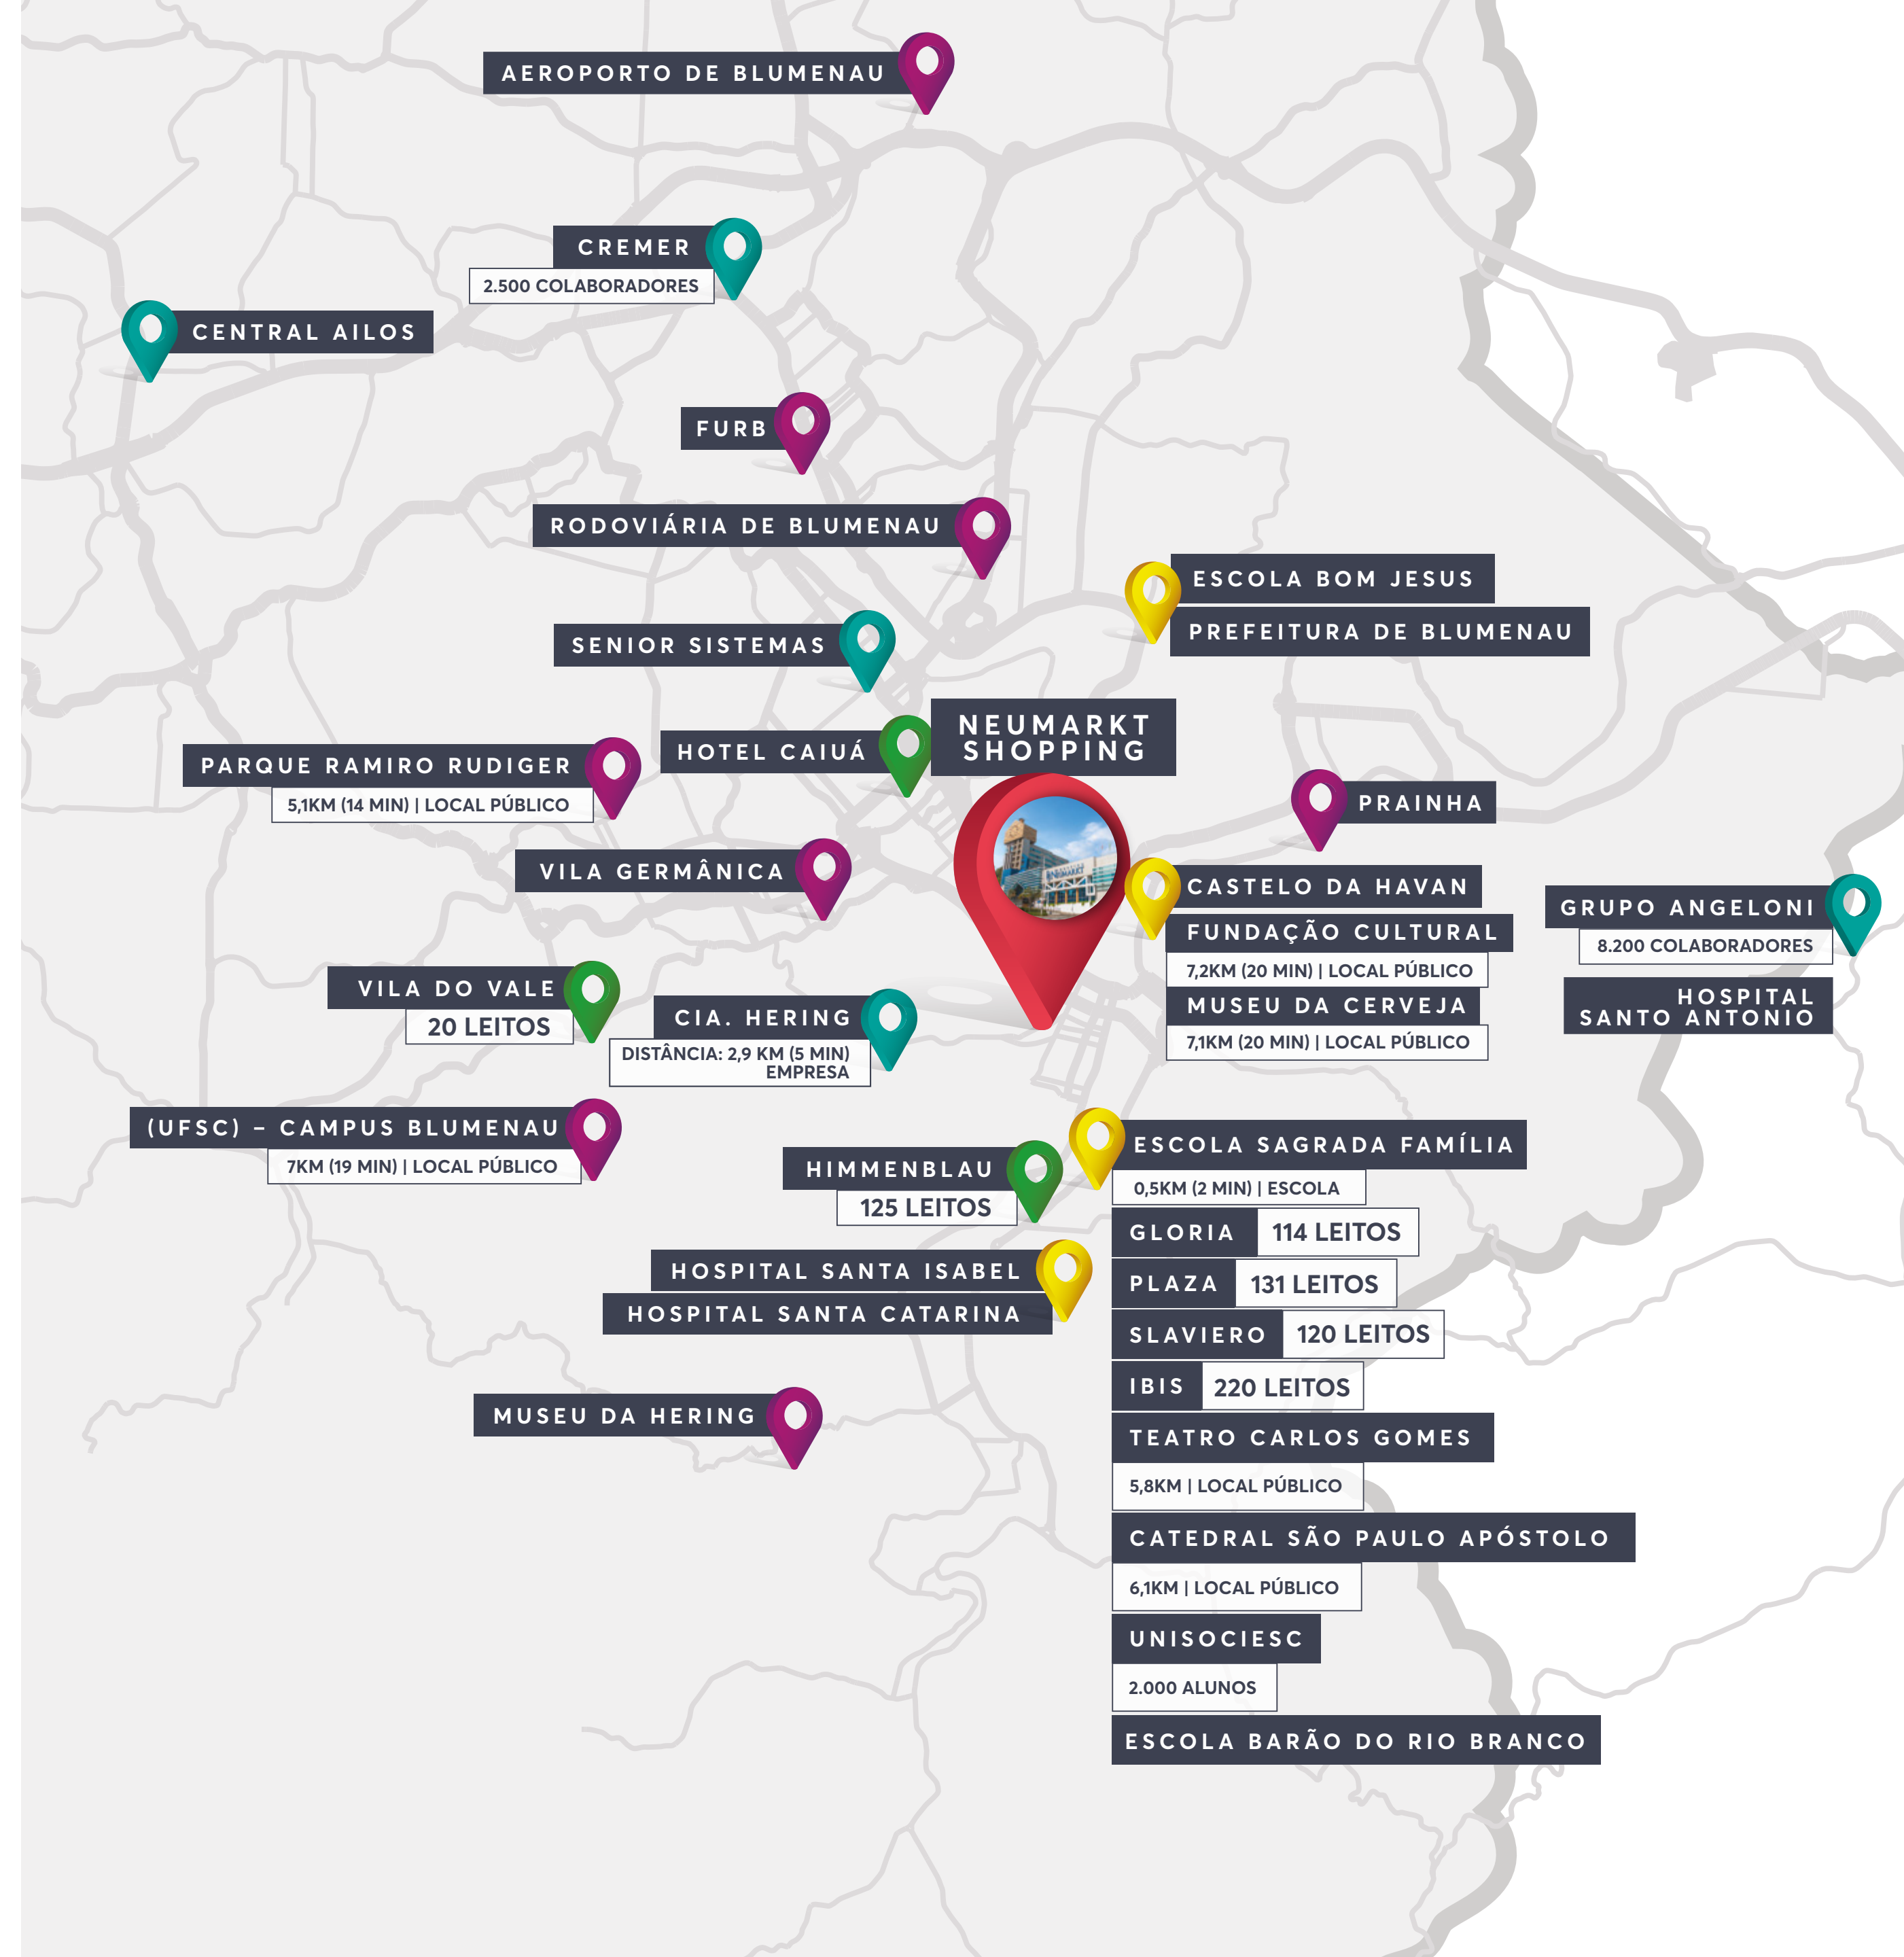 AEROPORTO DE BLUMENAU
CREMER
2.500 COLABORADORES
CENTRAL AILOS
FURB
RODOVIÁRIA DE BLUMENAU
ESCOLA BOM JESUS
PREFEITURA DE BLUMENAU
SENIOR SISTEMAS
NEUMARKT
SHOPPING
HOTEL CAIUÁ
PARQUE RAMIRO RUDIGER
5,1KM (14 MIN) | LOCAL PÚBLICO
PRAINHA
VILA GERMÂNICA
NEUMARKT
CASTELO DA HAVAN
FUNDAÇÃO CULTURAL
7,2KM (20 MIN) | LOCAL PÚBLICO
MUSEU DA CERVEJA
7,1KM (20 MIN) | LOCAL PÚBLICO
GRUPO ANGELONI
8.200 COLABORADORES
HOSPITAL
SANTO ANTONIO
VILA DO VALE
20 LEITOS
CIA. HERING
DISTÂNCIA: 2,9 KM (5 MIN)
EMPRESA
(UFSC) – CAMPUS BLUMENAU
7KM (19 MIN) | LOCAL PÚBLICO
HIMMENBLAU
125 LEITOS
ESCOLA SAGRADA FAMÍLIA
0,5KM (2 MIN) | ESCOLA
GLORIA 114 LEITOS
PLAZA 131 LEITOS
SLAVIERO 120 LEITOS
IBIS 220 LEITOS
HOSPITAL SANTA ISABEL
HOSPITAL SANTA CATARINA
MUSEU DA HERING
TEATRO CARLOS GOMES
5,8KM | LOCAL PÚBLICO
CATEDRAL SÃO PAULO APÓSTOLO
6,1KM | LOCAL PÚBLICO
UNISOCIESC
2.000 ALUNOS
ESCOLA BARÃO DO RIO BRANCO